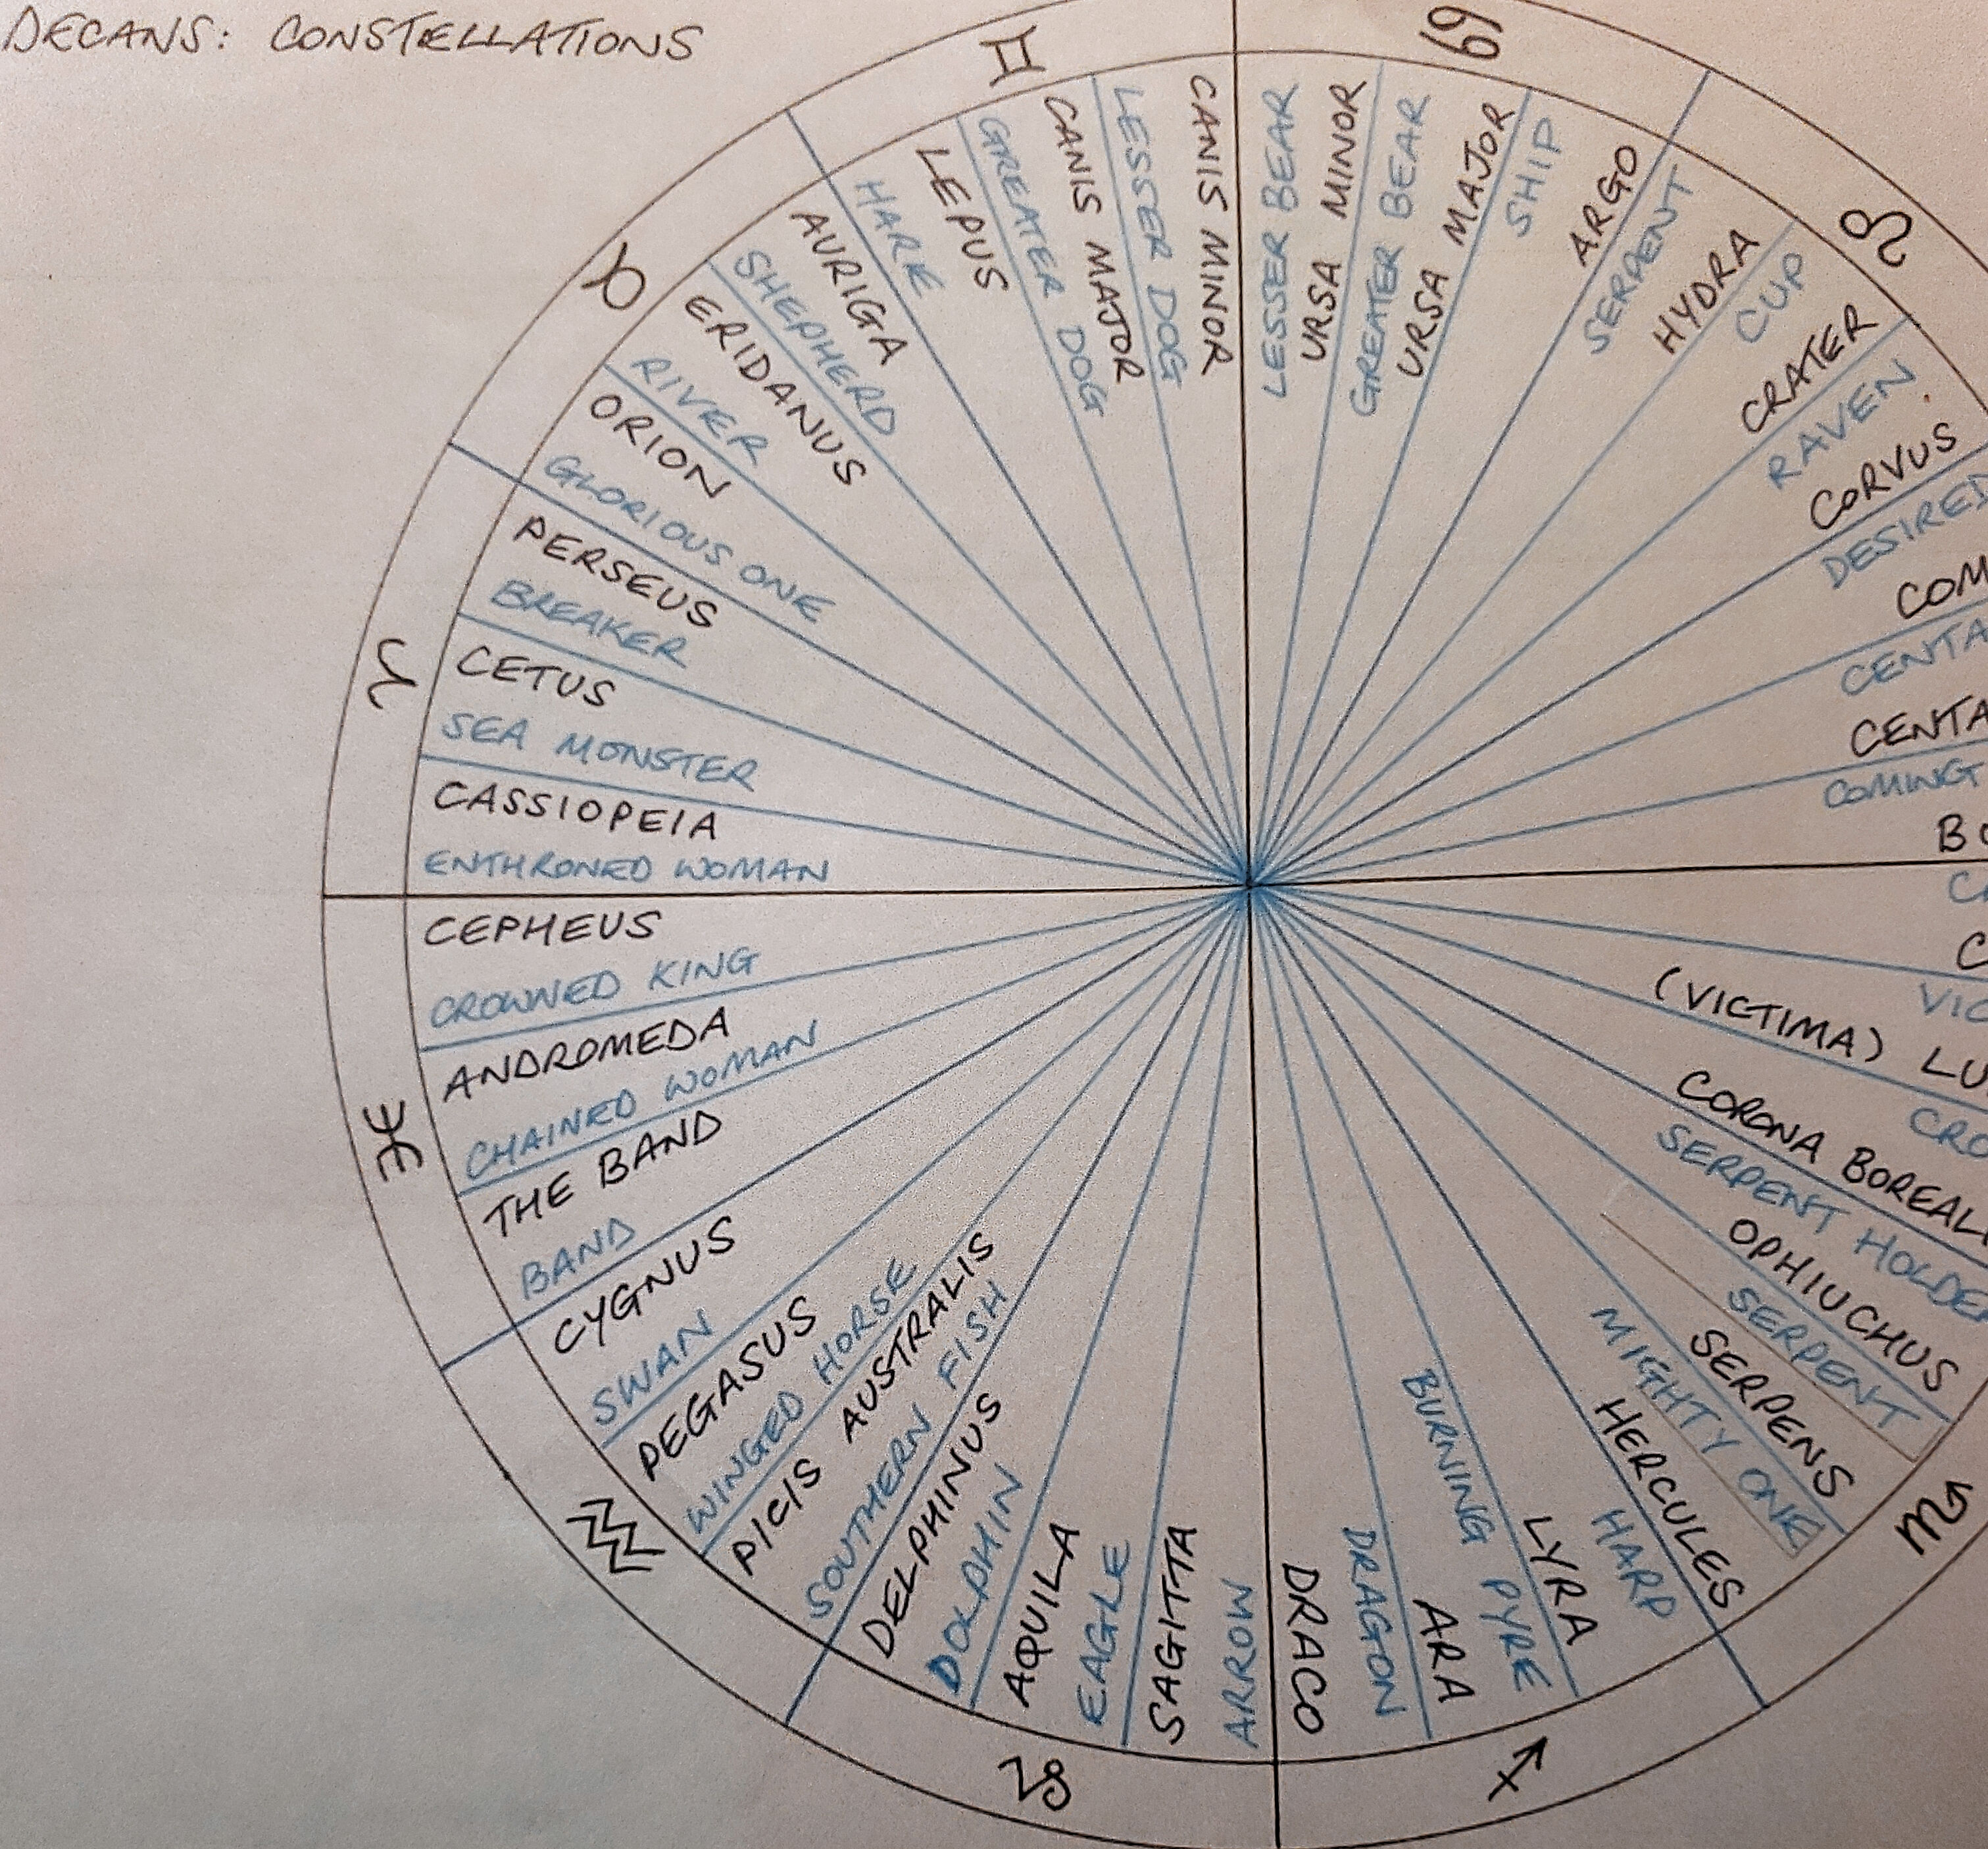 DECANS: CONSTELLATIONS
♊
CANIS MINOR
LESSER DOG
CANIS MAJOR
GREATER DOG
LEPUS
HARE
♉
AURIGA
SHEPHERD
ERIDANUS
RIVER
ORION
GLORIOUS ONE
♈
PERSEUS
BREAKER
CETUS
SEA MONSTER
CASSIOPEIA
ENTHRONED WOMAN
♓
CEPHEUS
CROWNED KING
ANDROMEDA
CHAINED WOMAN
THE BAND
BAND
♒
CYGNUS
SWAN
PEGASUS
WINGED HORSE
PICIS AUSTRALIS
SOUTHERN FISH
♑
DELPHINUS
DOLPHIN
AQUILA
EAGLE
SAGITTA
ARROW
♐
DRACO
DRAGON
ARA
BURNING PYRE
LYRA
HARP
♏
HERCULES
MIGHTY ONE
SERPENS
SERPENT
OPHIUCHUS
SERPENT HOLDE
CORONA BOREALI
CRO
(VICTIMA) LU
VIC
C
CA
BO
COMING
CENTA
CENTA
COM
DESIRED
♌
CORVUS
RAVEN
CRATER
CUP
HYDRA
SERPENT
♋
ARGO
SHIP
URSA MAJOR
GREATER BEAR
URSA MINOR
LESSER BEAR